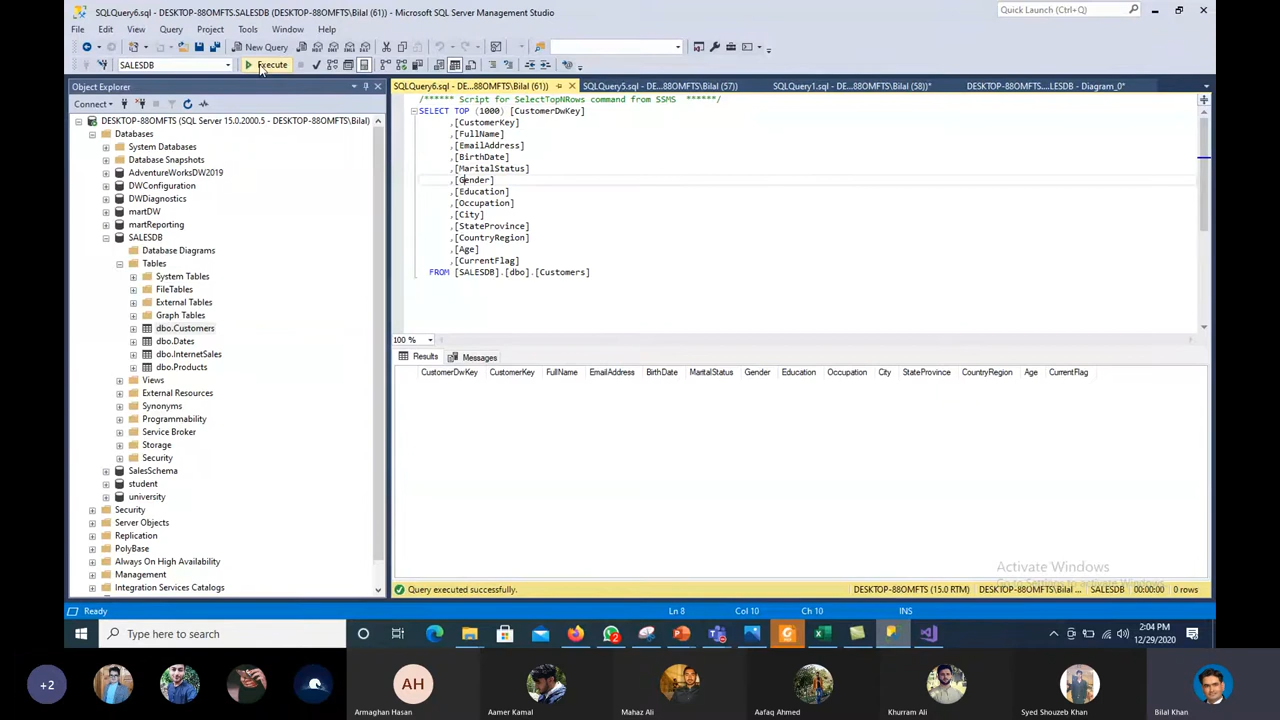 SQLQuery6.sql - DESKTOP-88OMFTS.SALESDB (DESKTOP-88OMFTS\Bilal (61)) - Microsoft SQL Server Management Studio
Quick Launch (Ctrl+Q)
File Edit View Query Project Tools Window Help
New Query
SALESDB
Execute
Object Explorer
Connect
DESKTOP-88OMFTS (SQL Server 15.0.2000.5 - DESKTOP-88OMFTS\Bilal)
Databases
System Databases
Database Snapshots
AdventureWorksDW2019
DWConfiguration
DWDiagnostics
martDW
martReporting
SALESDB
Database Diagrams
Tables
System Tables
FileTables
External Tables
Graph Tables
dbo.Customers
dbo.Dates
dbo.InternetSales
dbo.Products
Views
External Resources
Synonyms
Programmability
Service Broker
Storage
Security
SalesSchema
student
university
Security
Server Objects
Replication
PolyBase
Always On High Availability
Management
Integration Services Catalogs
SQLQuery6.sql - DE...88OMFTS\Bilal (61)) SQLQuery5.sql - DE...88OMFTS\Bilal (57)) SQLQuery1.sql - DE...88OMFTS\Bilal (58))* DESKTOP-88OMFTS....LESDB - Diagram_0*
/****** Script for SelectTopNRows command from SSMS ******/
SELECT TOP (1000) [CustomerDwKey]
,[CustomerKey]
,[FullName]
,[EmailAddress]
,[BirthDate]
,[MaritalStatus]
,[Gender]
,[Education]
,[Occupation]
,[City]
,[StateProvince]
,[CountryRegion]
,[Age]
,[CurrentFlag]
FROM [SALESDB].[dbo].[Customers]
100 %
Results Messages
CustomerDwKey CustomerKey FullName EmailAddress BirthDate MaritalStatus Gender Education Occupation City StateProvince CountryRegion Age CurrentFlag
Activate Windows
Go to Settings to activate Windows.
Query executed successfully. DESKTOP-88OMFTS (15.0 RTM) DESKTOP-88OMFTS\Bilal ... SALESDB 00:00:00 0 rows
Ready Ln 8 Col 10 Ch 10 INS
Type here to search
2
2:04 PM
12/29/2020
+2
AH
Armaghan Hasan Aamer Kamal Mahaz Ali Aafaq Ahmed Khurram Ali Syed Shouzeb Khan Bilal Khan